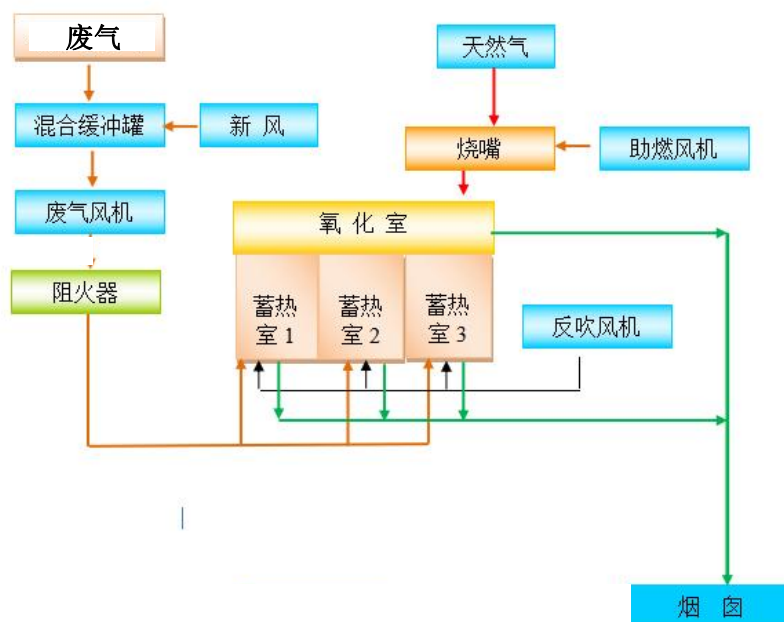 废气
天然气
混合缓冲罐
新 风
烧嘴
助燃风机
废气风机
氧 化 室
阻火器
蓄热
室 1
蓄热
室 2
蓄热
室 3
反吹风机
烟 囱